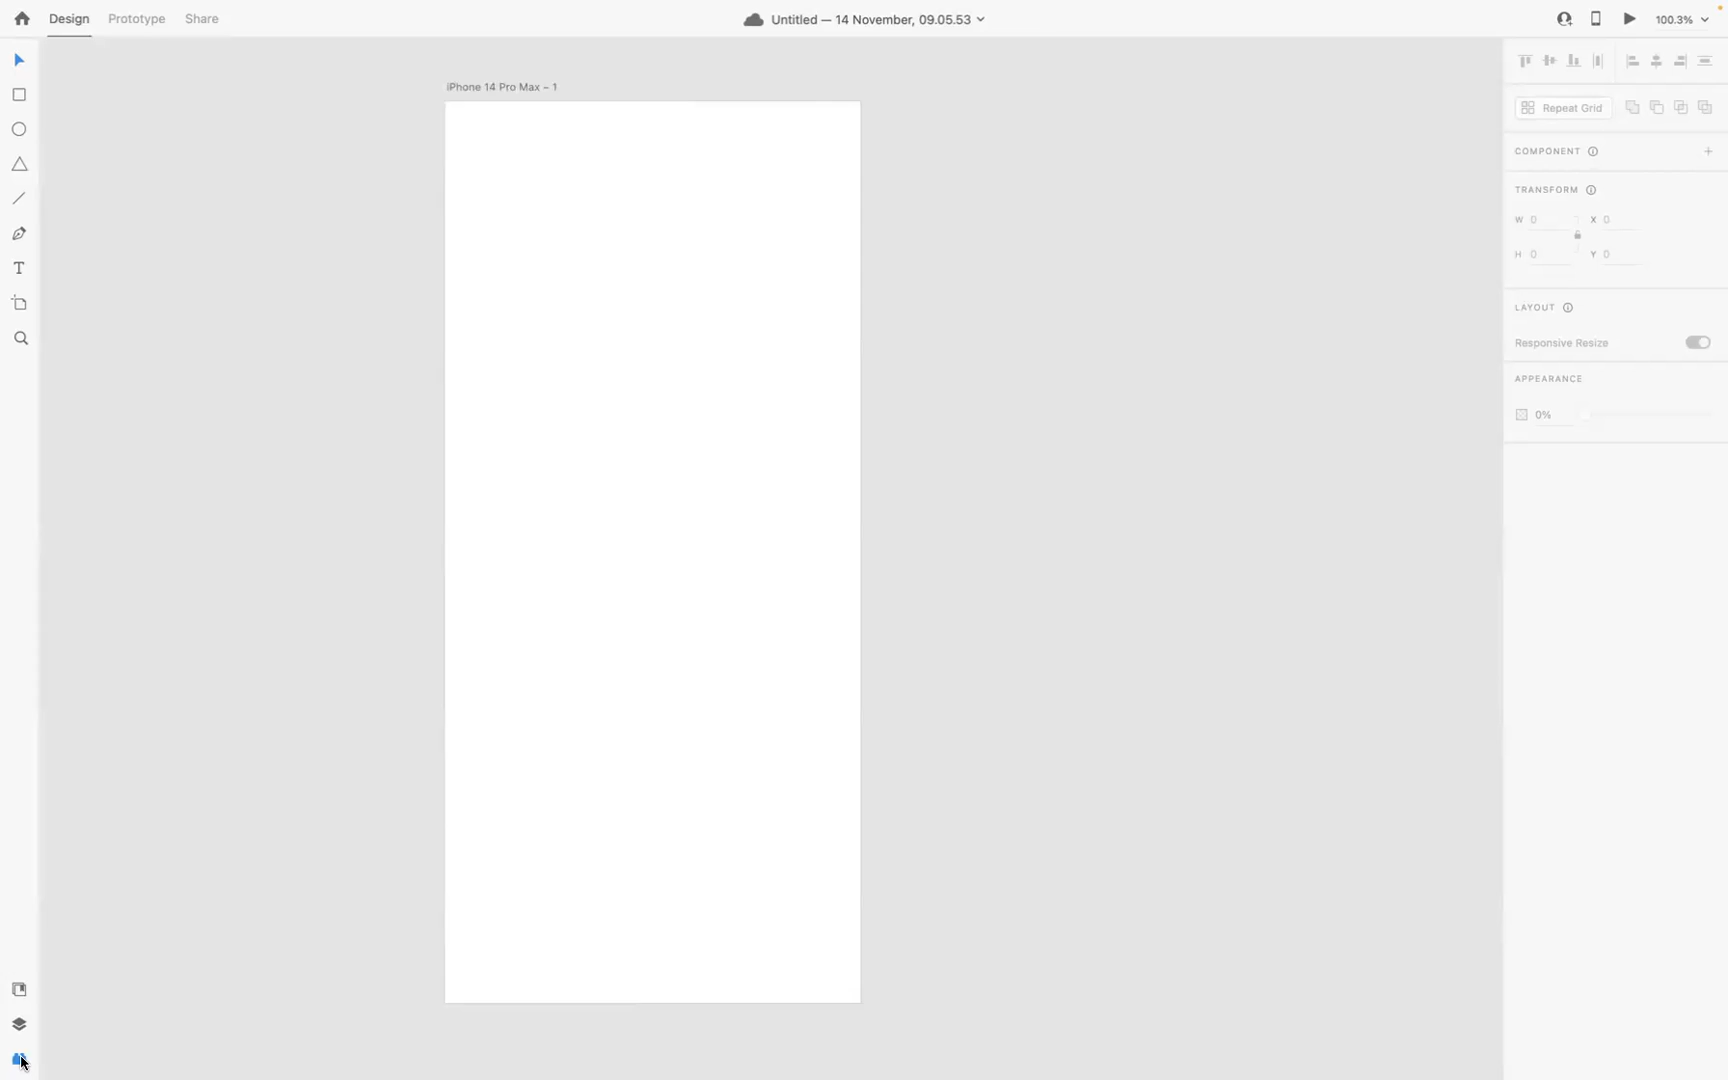 Design Prototype Share Untitled — 14 November, 09.05.53 100.3%
iPhone 14 Pro Max – 1
Repeat Grid
COMPONENT
TRANSFORM
W 0 X 0
H 0 Y 0
LAYOUT
Responsive Resize
APPEARANCE
0%
T